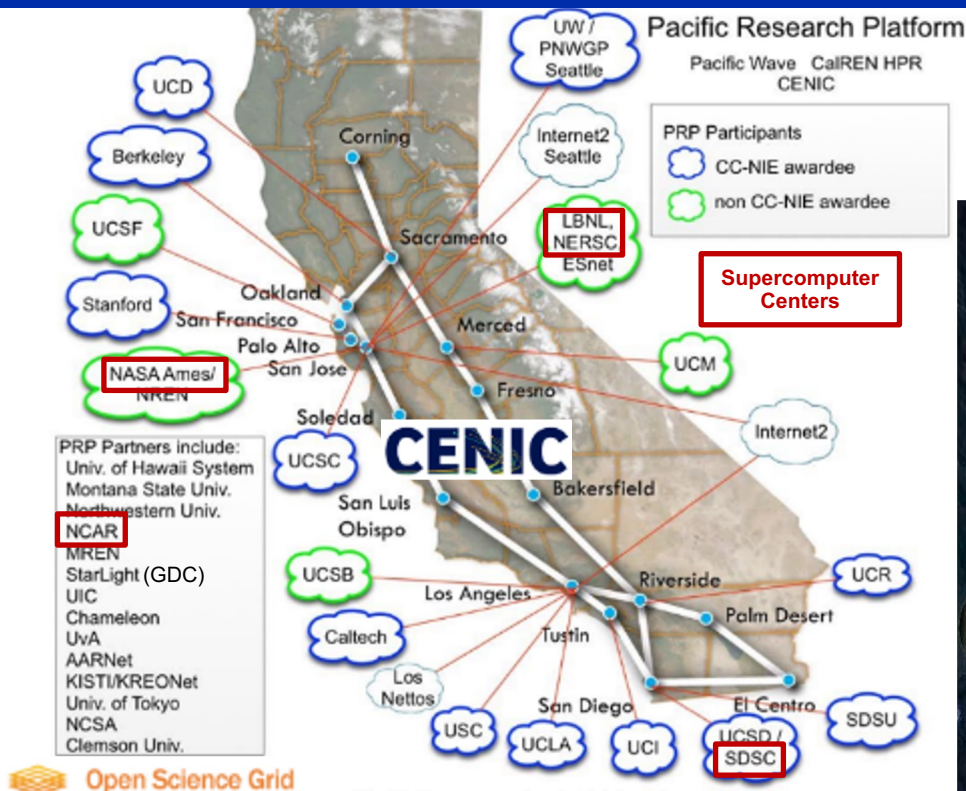 Pacific Research Platform
Pacific Wave CalREN HPR
CENIC
PRP Participants
CC-NIE awardee
non CC-NIE awardee
Supercomputer
Centers
UW /
PNWGP
Seattle
UCD
Internet2
Seattle
Corning
Berkeley
LBNL,
NERSC
ESnet
UCSF
Sacramento
Stanford
Oakland
San Francisco
Palo Alto
San Jose
Merced
UCM
NASA Ames/
NREN
Fresno
Soledad
Internet2
CENIC
UCSC
Bakersfield
San Luis
Obispo
PRP Partners include:
Univ. of Hawaii System
Montana State Univ.
Northwestern Univ.
NCAR
MREN
StarLight (GDC)
UIC
Chameleon
UvA
AARNet
KISTI/KREONet
Univ. of Tokyo
NCSA
Clemson Univ.
UCSB
Los Angeles
Riverside
UCR
Caltech
Tustin
Palm Desert
Los
Nettos
San Diego
El Centro
USC
UCLA
UCI
UCSD /
SDSC
SDSU
Open Science Grid